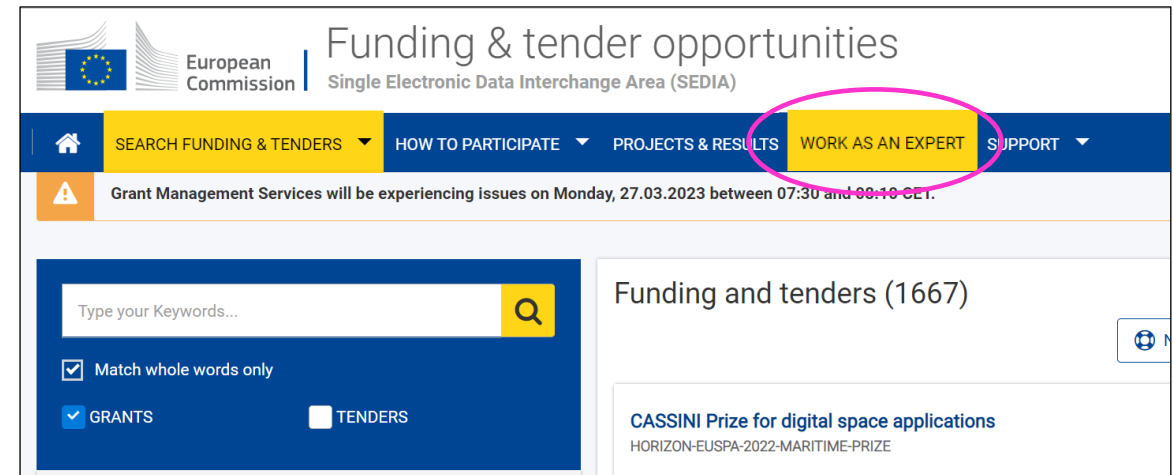 European
Commission
Funding & tender opportunities
Single Electronic Data Interchange Area (SEDIA)
SEARCH FUNDING & TENDERS HOW TO PARTICIPATE PROJECTS & RESULTS WORK AS AN EXPERT SUPPORT
Grant Management Services will be experiencing issues on Monday, 27.03.2023 between 07:30 and 08:10 CET.
Type your Keywords...
Match whole words only
GRANTS TENDERS
Funding and tenders (1667)
N
CASSINI Prize for digital space applications
HORIZON-EUSPA-2022-MARITIME-PRIZE